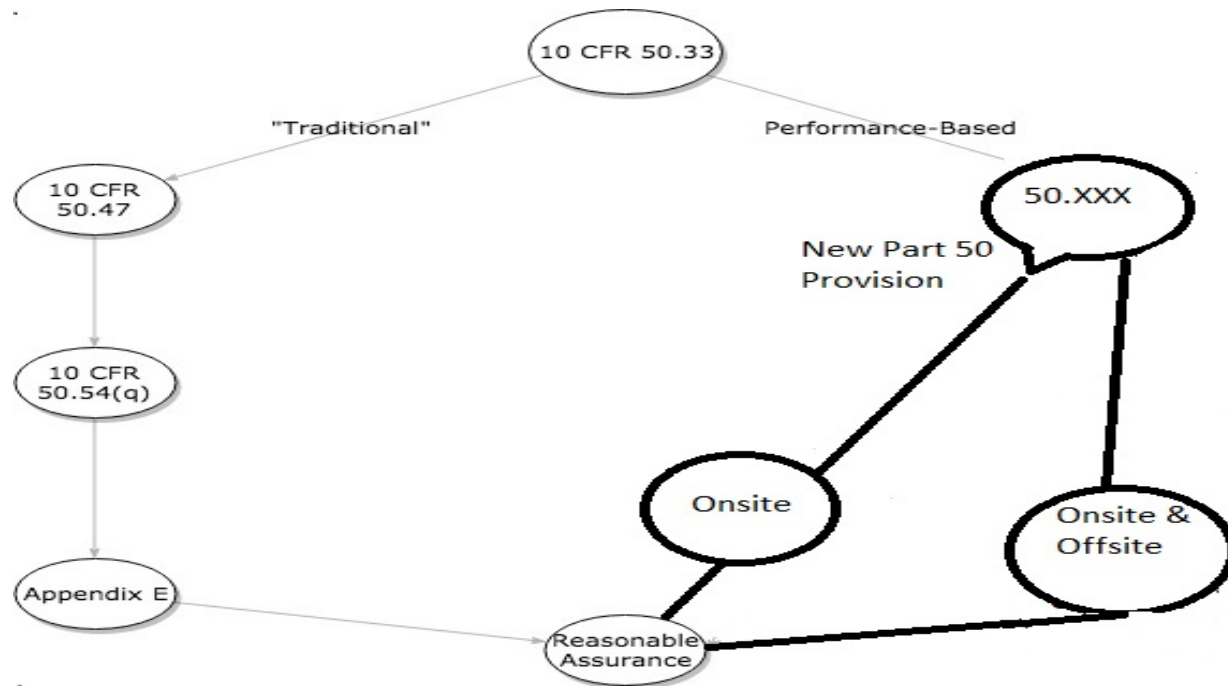 10 CFR 50.33
"Traditional"
Performance-Based
10 CFR
50.47
50.XXX
New Part 50
Provision
10 CFR
50.54(q)
Onsite
Onsite &
Offsite
Appendix E
Reasonable
Assurance